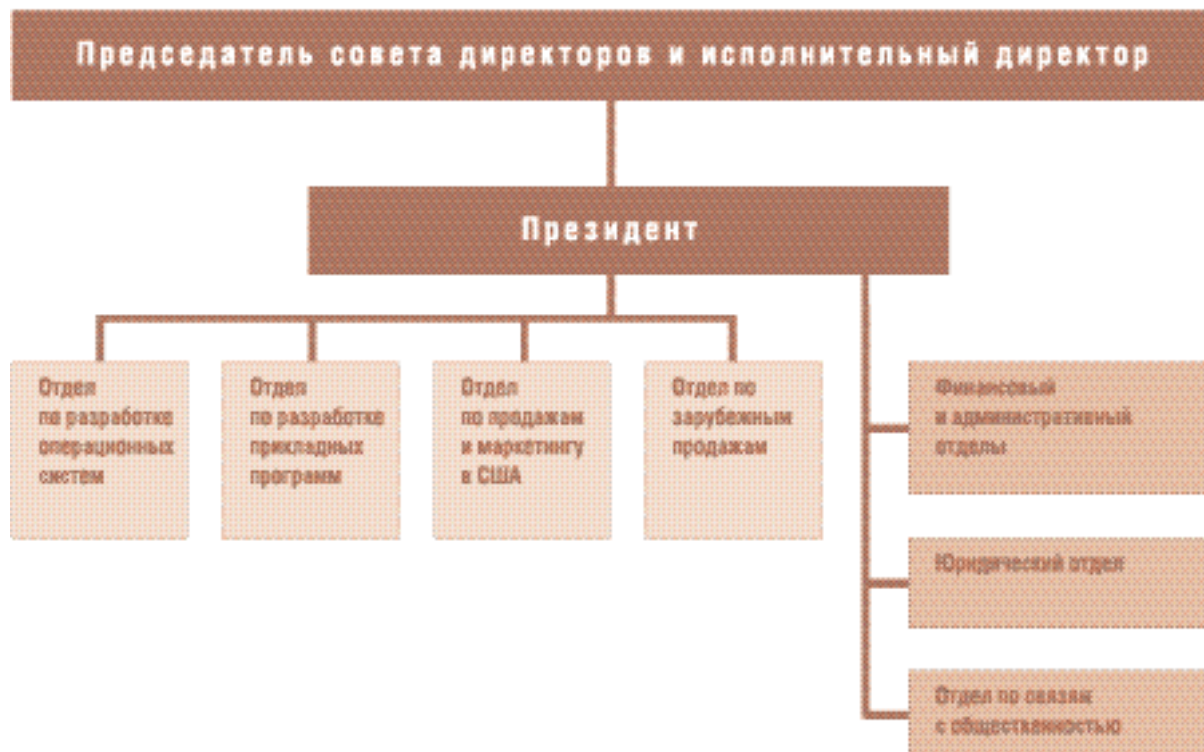 Председатель совета директоров и исполнительный директор
Президент
Отдел
по разработке
операционных
систем
Отдел
по разработке
прикладных
программ
Отдел
по продажам
и маркетингу
в США
Отдел по
зарубежным
продажам
Финансовый
и административный
отделы
Юридический отдел
Отдел по связям
с общественностью